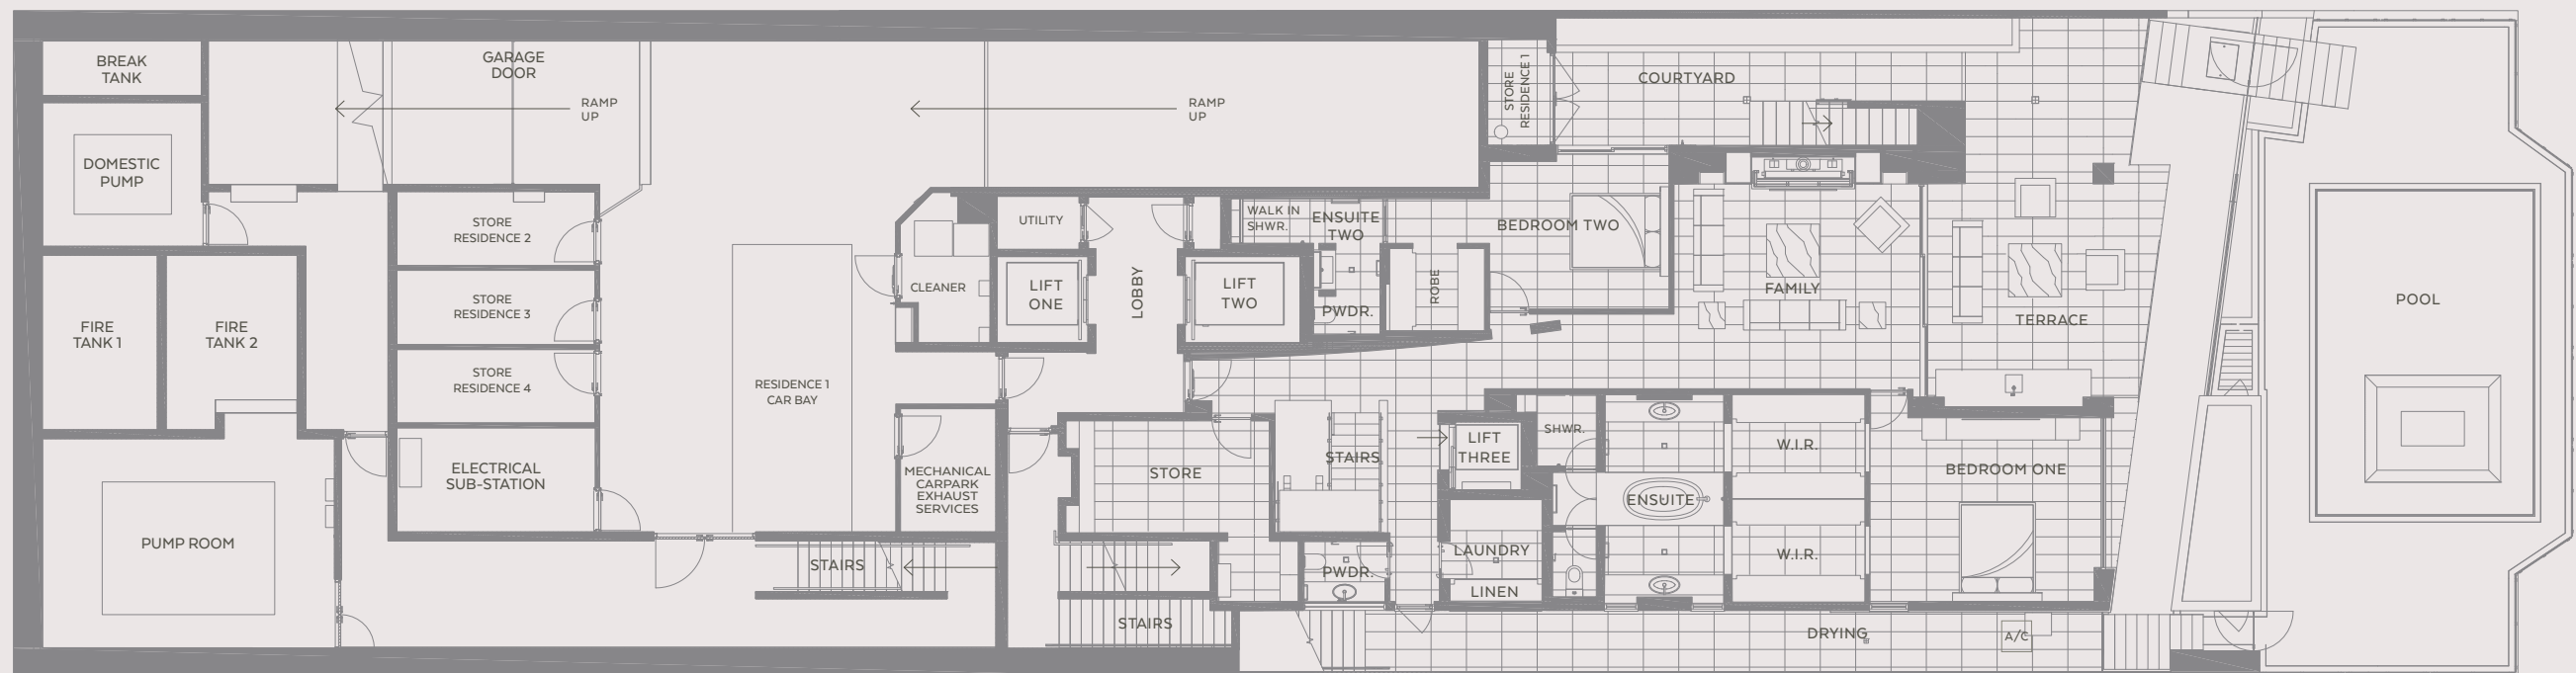 BREAK
TANK
DOMESTIC
PUMP
FIRE
TANK 1
FIRE
TANK 2
PUMP ROOM
GARAGE
DOOR
RAMP
UP
RAMP
UP
STORE
RESIDENCE 2
STORE
RESIDENCE 3
STORE
RESIDENCE 4
ELECTRICAL
SUB-STATION
RESIDENCE 1
CAR BAY
CLEANER
MECHANICAL
CARPARK
EXHAUST
SERVICES
STAIRS
UTILITY
LIFT
ONE
LOBBY
LIFT
TWO
STORE
STAIRS
STORE
RESIDENCE 1
COURTYARD
WALK IN
SHWR.
ENSUITE
TWO
PWDR.
ROBE
BEDROOM TWO
FAMILY
TERRACE
STAIRS
PWDR.
LIFT
THREE
LAUNDRY
LINEN
SHWR.
ENSUITE
W.I.R.
W.I.R.
BEDROOM ONE
DRYING
A/C
POOL